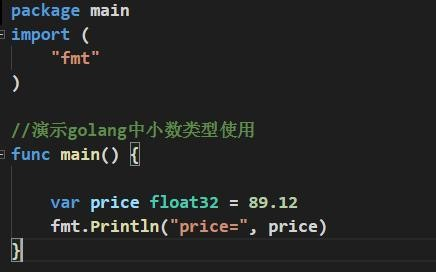 package main
import (
"fmt"
)
//演示golang中小数类型使用
func main() {
var price float32 = 89.12
fmt.Println("price=", price)
}